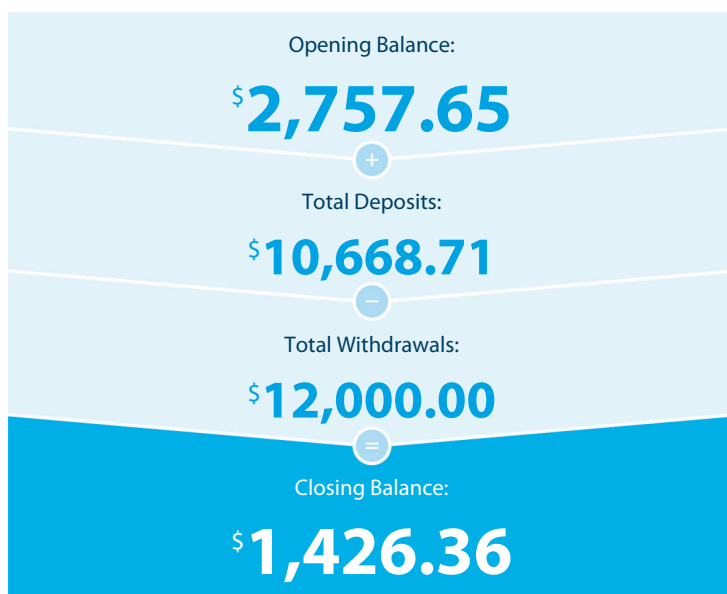 Opening Balance:
$2,757.65
+
Total Deposits:
$10,668.71
−
Total Withdrawals:
$12,000.00
=
Closing Balance:
$1,426.36